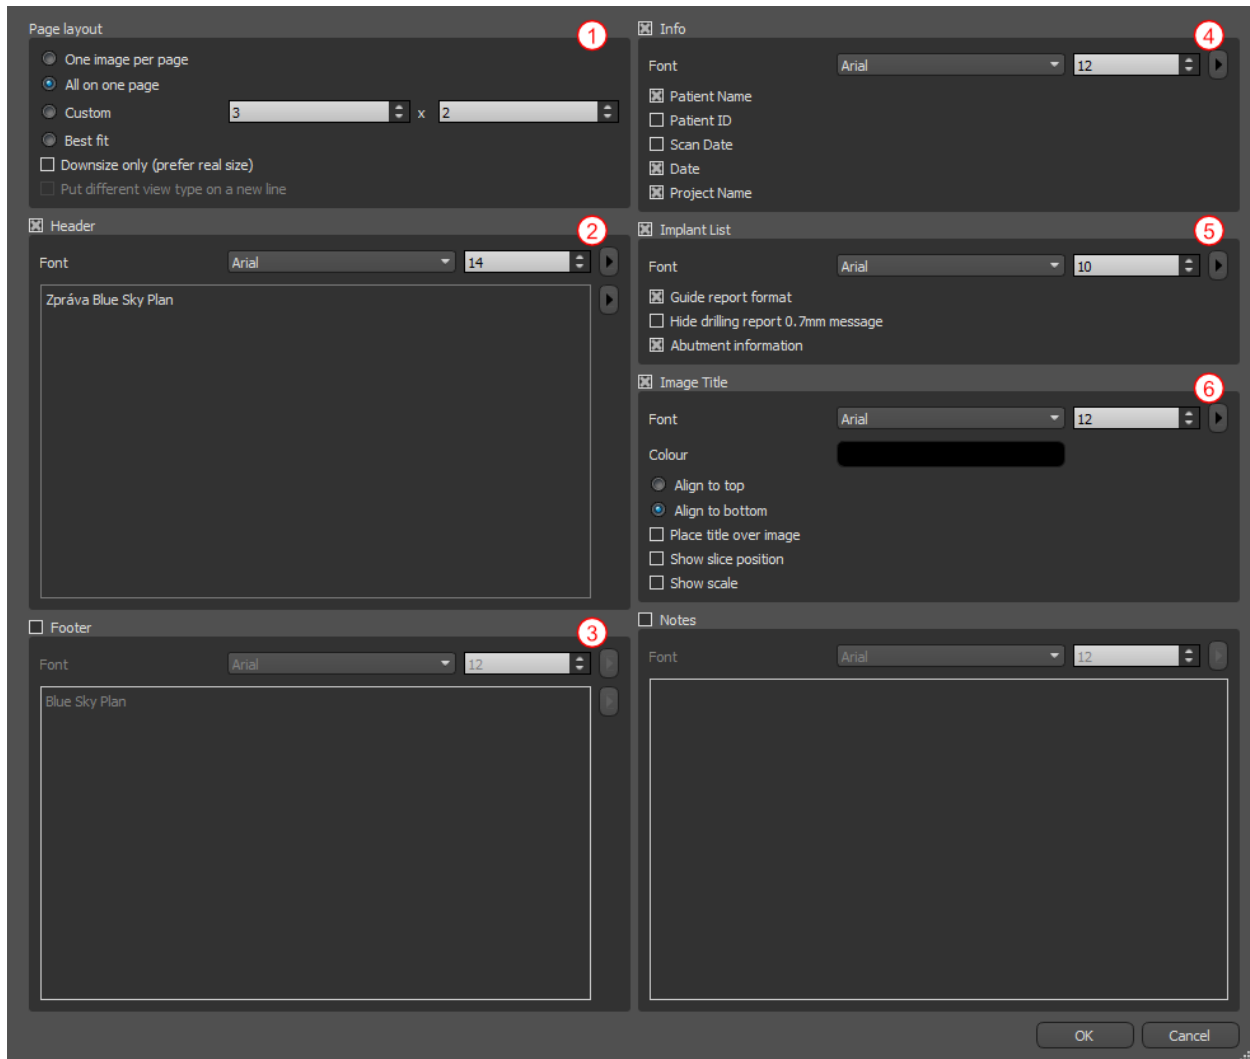 Page layout
1
One image per page
All on one page
Custom 3 x 2
Best fit
Downsize only (prefer real size)
Put different view type on a new line
Header
2
Font Arial 14
Zpráva Blue Sky Plan
Footer
3
Font Arial 12
Blue Sky Plan
Info
4
Font Arial 12
Patient Name
Patient ID
Scan Date
Date
Project Name
Implant List
5
Font Arial 10
Guide report format
Hide drilling report 0.7mm message
Abutment information
Image Title
6
Font Arial 12
Colour
Align to top
Align to bottom
Place title over image
Show slice position
Show scale
Notes
Font Arial 12
OK Cancel